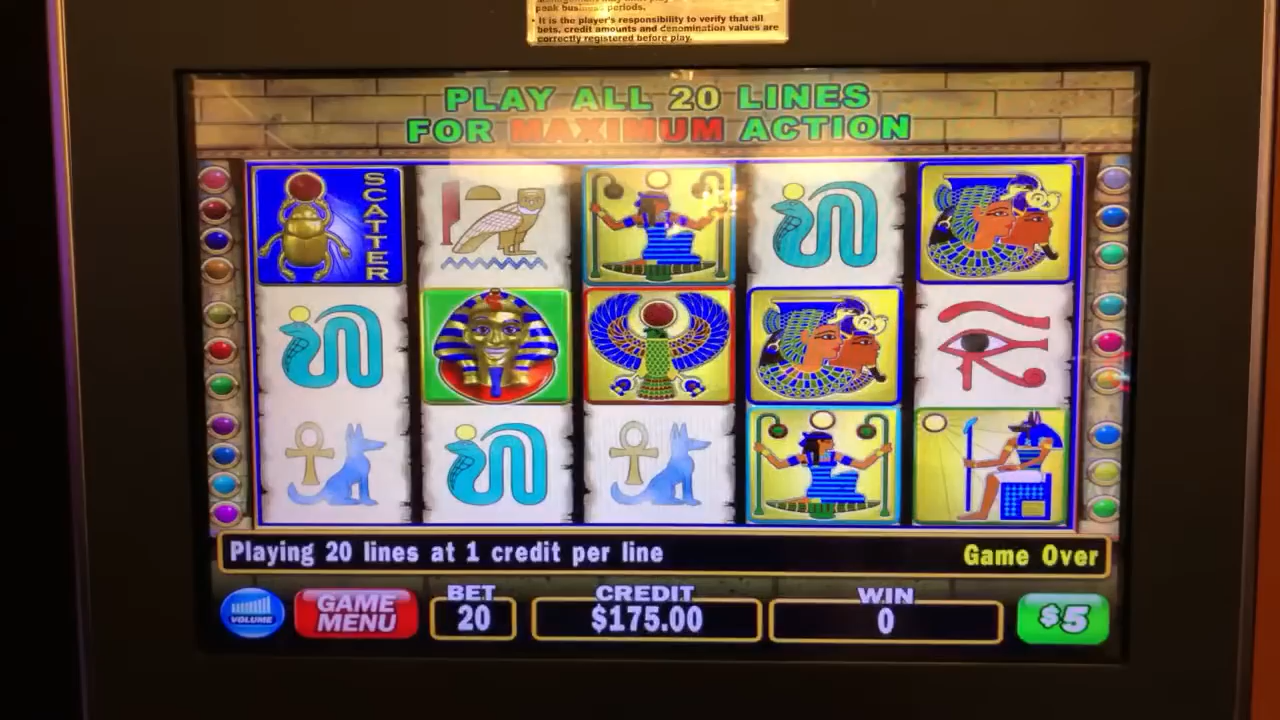 peak business periods.
• It is the player's responsibility to verify that all
bets, credit amounts and denomination values are
correctly registered before play.
PLAY ALL 20 LINES
FOR MAXIMUM ACTION
SCATTER
Playing 20 lines at 1 credit per line
Game Over
VOLUME
GAME
MENU
BET
20
CREDIT
$175.00
WIN
0
$5